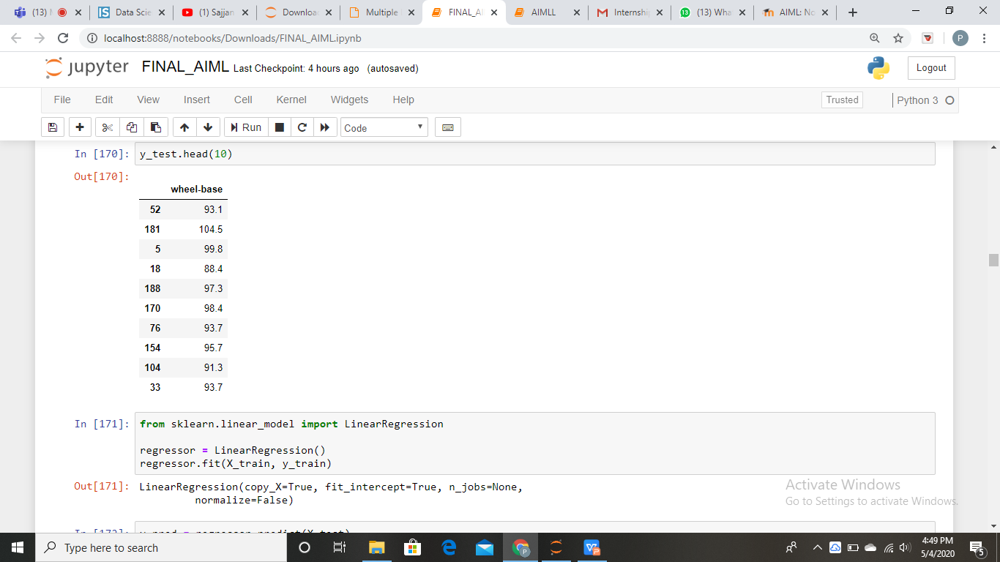 (13) M
Data Scie
(1) Sajjan
Downloa
Multiple
FINAL_A
AIMLL
Internshi
(13) Wha
AIML: No
localhost:8888/notebooks/Downloads/FINAL_AIML.ipynb
P
jupyter FINAL_AIML Last Checkpoint: 4 hours ago (autosaved)
Logout
File Edit View Insert Cell Kernel Widgets Help
Trusted Python 3
Run Code
In [170]: y_test.head(10)
Out[170]:
wheel-base
52 93.1
181 104.5
5 99.8
18 88.4
188 97.3
170 98.4
76 93.7
154 95.7
104 91.3
33 93.7
In [171]: from sklearn.linear_model import LinearRegression
regressor = LinearRegression()
regressor.fit(X_train, y_train)
Out[171]: LinearRegression(copy_X=True, fit_intercept=True, n_jobs=None,
normalize=False)
Activate Windows
Go to Settings to activate Windows.
In [172]: y_pred = regressor.predict(X_test)
Type here to search
4:49 PM
5/4/2020
5